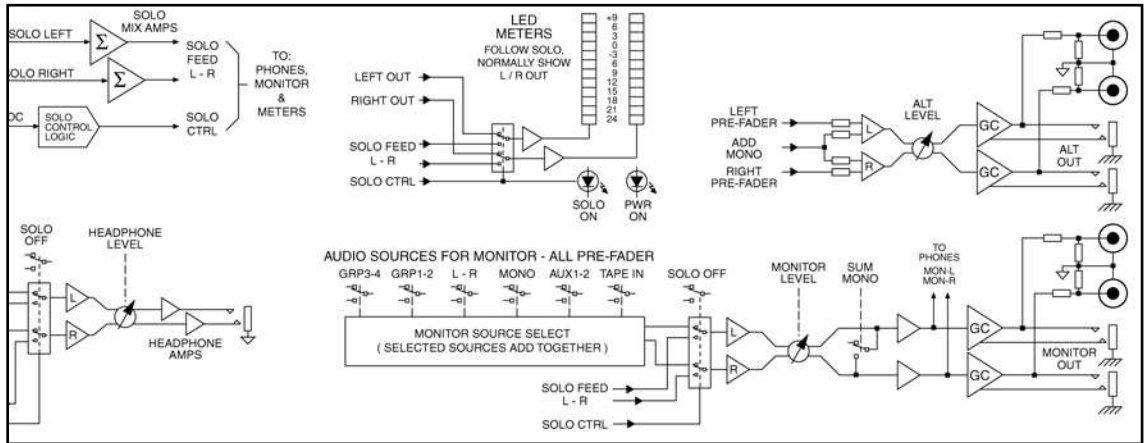 SOLO
MIX AMPS
SOLO LEFT
Σ
SOLO RIGHT
Σ
SOLO
FEED
L - R
TO:
PHONES,
MONITOR
&
METERS
SOLO
CONTROL
LOGIC
SOLO
CTRL
LED
METERS
FOLLOW SOLO,
NORMALLY SHOW
L / R OUT
+9
6
3
0
-3
6
9
12
15
18
21
24
LEFT OUT
RIGHT OUT
SOLO FEED
L - R
SOLO CTRL
SOLO
ON
PWR
ON
LEFT
PRE-FADER
ADD
MONO
RIGHT
PRE-FADER
L
R
ALT
LEVEL
GC
GC
ALT
OUT
SOLO
OFF
HEADPHONE
LEVEL
L
R
HEADPHONE
AMPS
AUDIO SOURCES FOR MONITOR - ALL PRE-FADER
GRP3-4 GRP1-2 L - R MONO AUX1-2 TAPE IN
SOLO OFF
MONITOR SOURCE SELECT
( SELECTED SOURCES ADD TOGETHER )
SOLO FEED
L - R
SOLO CTRL
L
R
MONITOR
LEVEL
SUM
MONO
TO
PHONES
MON-L
MON-R
GC
GC
MONITOR
OUT